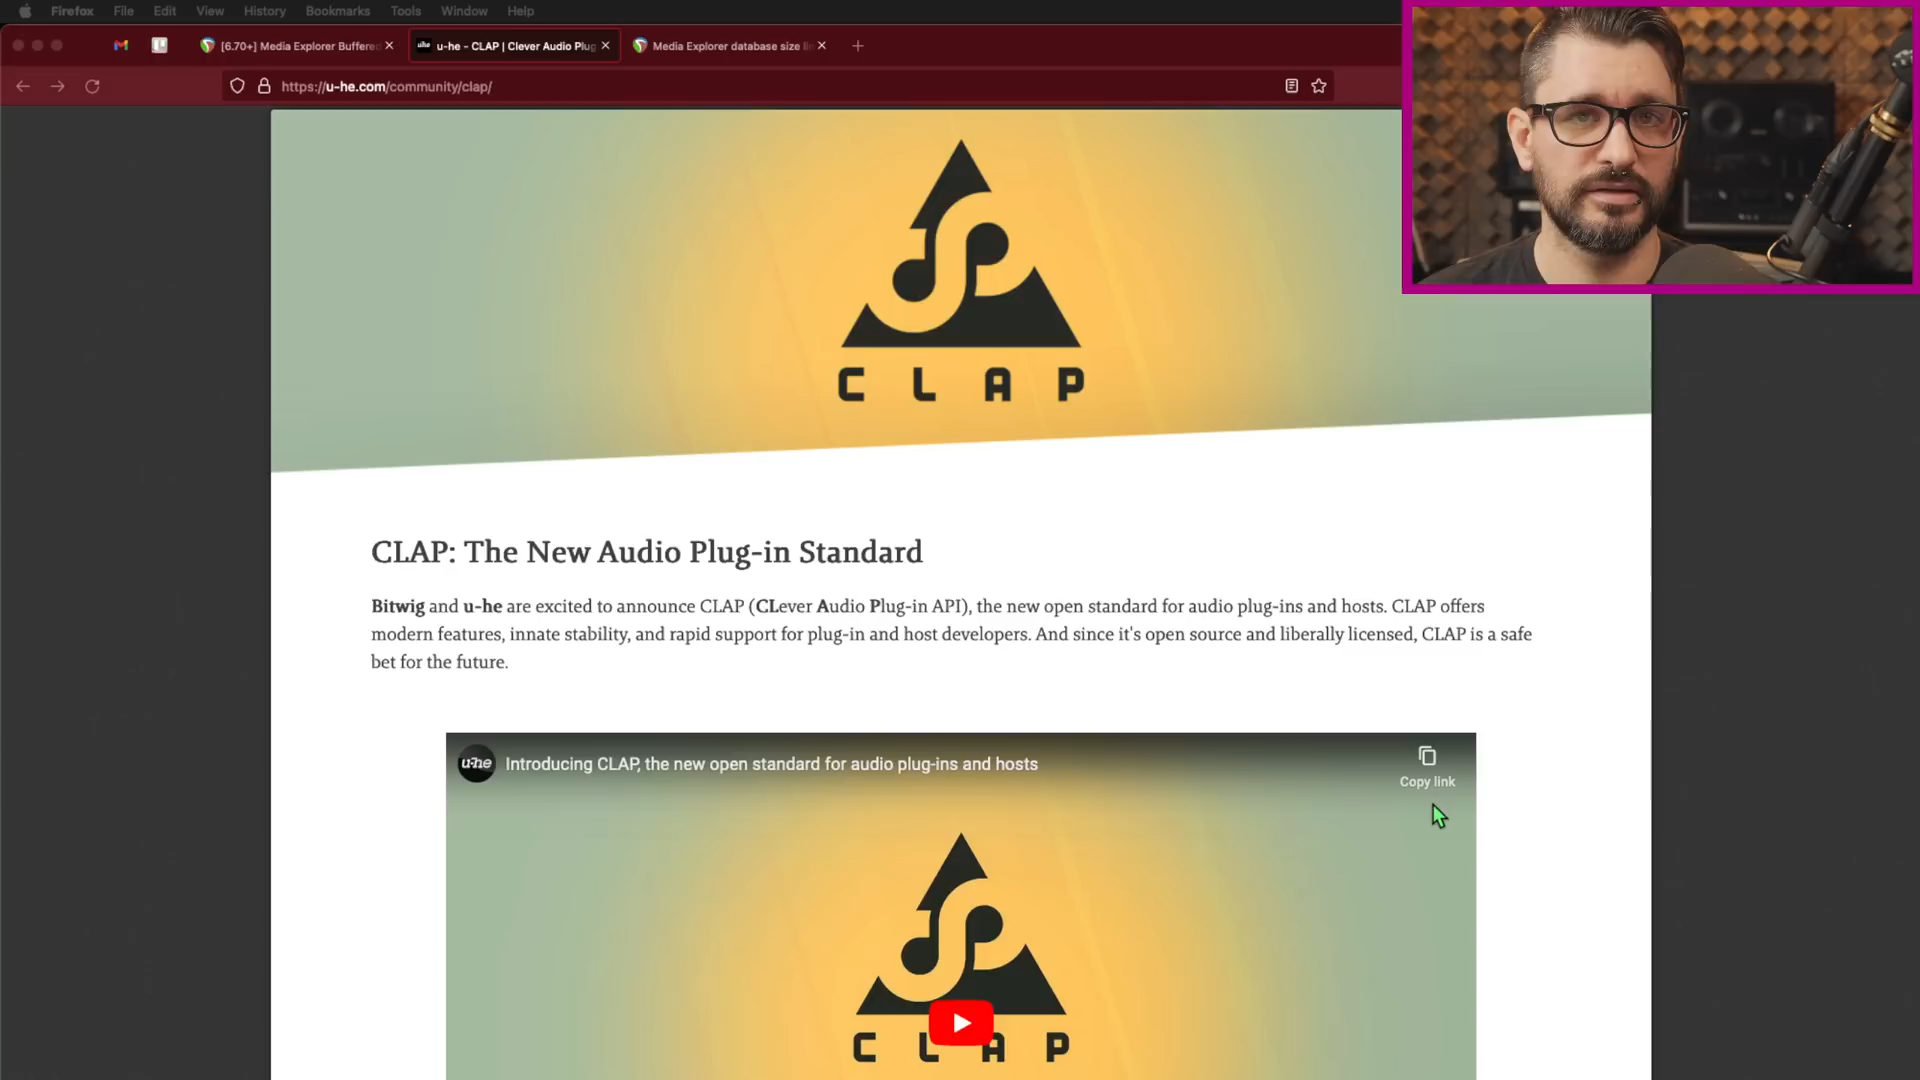 Firefox File Edit View History Bookmarks Tools Window Help
[6.70+] Media Explorer Buffered
u-he - CLAP | Clever Audio Plug
Media Explorer database size li
https://u-he.com/community/clap/
CLAP
CLAP: The New Audio Plug-in Standard
Bitwig and u-he are excited to announce CLAP (CLever Audio Plug-in API), the new open standard for audio plug-ins and hosts. CLAP offers
modern features, innate stability, and rapid support for plug-in and host developers. And since it's open source and liberally licensed, CLAP is a safe
bet for the future.
u-he
Introducing CLAP, the new open standard for audio plug-ins and hosts
Copy link
CLAP